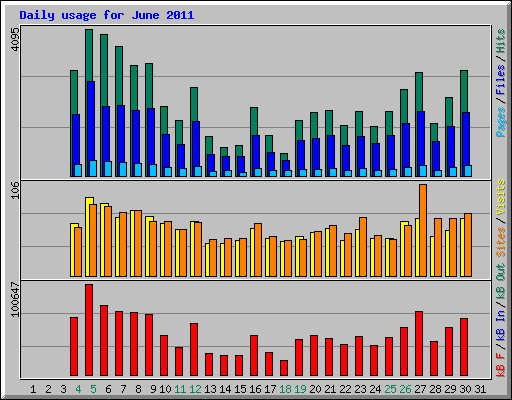 Daily usage for June 2011
4095
106
100647
Pages / Files / Hits
Sites / Visits
kB F / kB In / kB Out
1 2 3 4 5 6 7 8 9 10 11 12 13 14 15 16 17 18 19 20 21 22 23 24 25 26 27 28 29 30 31